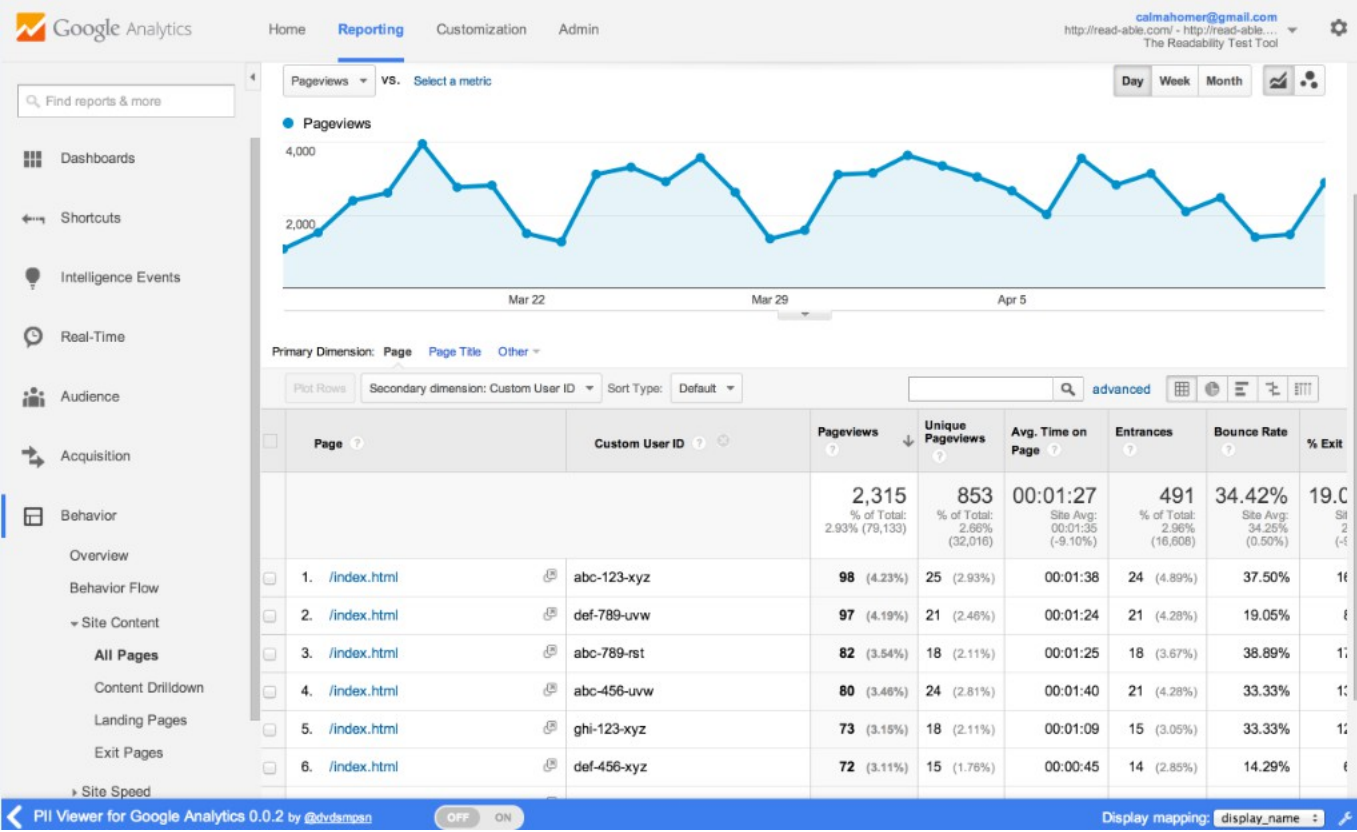 Google Analytics
Home Reporting Customization Admin
calmahomer@gmail.com
http://read-able.com/ - http://read-able....
The Readability Test Tool
Find reports & more
Dashboards
Shortcuts
Intelligence Events
Real-Time
Audience
Acquisition
Behavior
Overview
Behavior Flow
Site Content
All Pages
Content Drilldown
Landing Pages
Exit Pages
Site Speed
Pageviews VS. Select a metric
Day Week Month
Pageviews
4,000
2,000
Mar 22 Mar 29 Apr 5
Primary Dimension: Page Page Title Other
Plot Rows Secondary dimension: Custom User ID Sort Type: Default advanced
Page ? Custom User ID ? Pageviews ? Unique Pageviews ? Avg. Time on Page ? Entrances ? Bounce Rate ? % Exit
2,315 853 00:01:27 491 34.42% 19.0
% of Total: % of Total: Site Avg: % of Total: Site Avg:
2.93% (79,133) 2.66% 00:01:35 2.96% 34.25%
(32,016) (-9.10%) (16,608) (0.50%)
1. /index.html abc-123-xyz 98 (4.23%) 25 (2.93%) 00:01:38 24 (4.89%) 37.50%
2. /index.html def-789-uvw 97 (4.19%) 21 (2.46%) 00:01:24 21 (4.28%) 19.05%
3. /index.html abc-789-rst 82 (3.54%) 18 (2.11%) 00:01:25 18 (3.67%) 38.89%
4. /index.html abc-456-uvw 80 (3.46%) 24 (2.81%) 00:01:40 21 (4.28%) 33.33%
5. /index.html ghi-123-xyz 73 (3.15%) 18 (2.11%) 00:01:09 15 (3.05%) 33.33%
6. /index.html def-456-xyz 72 (3.11%) 15 (1.76%) 00:00:45 14 (2.85%) 14.29%
PII Viewer for Google Analytics 0.0.2 by @dvdsmpsn OFF ON Display mapping: display_name